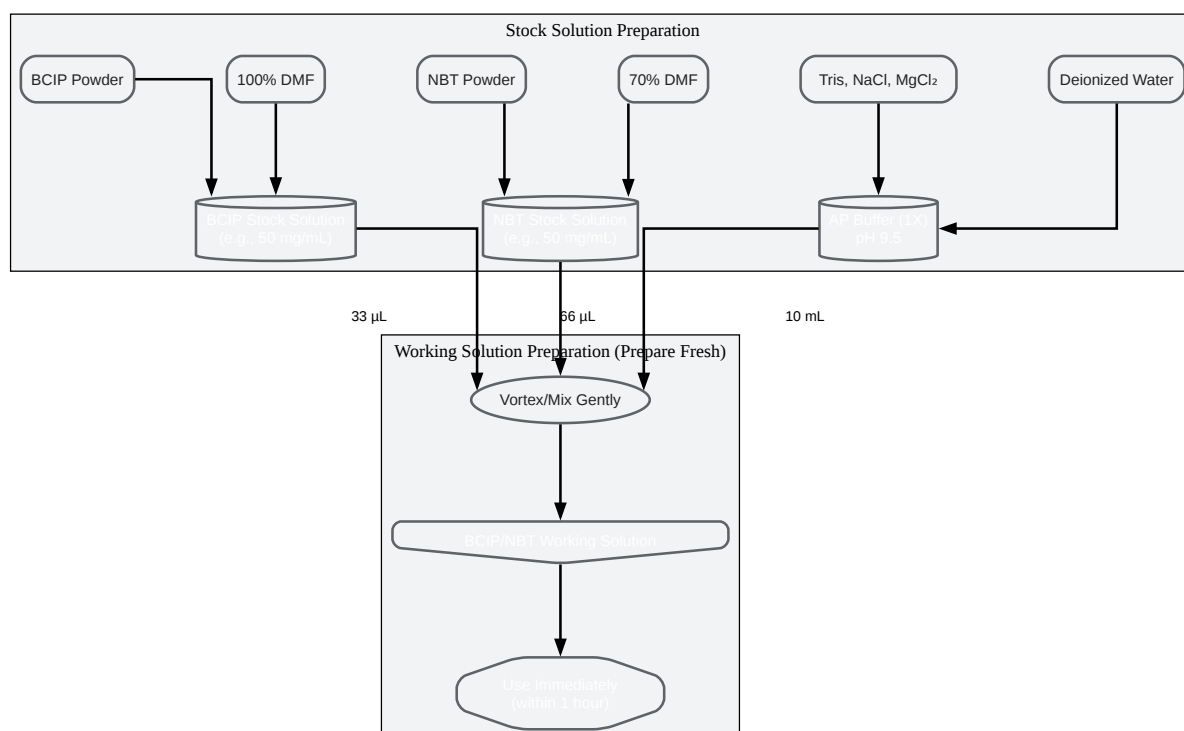 Stock Solution Preparation
BCIP Powder
100% DMF
NBT Powder
70% DMF
Tris, NaCl, MgCl₂
Deionized Water
BCIP Stock Solution
(e.g., 50 mg/mL)
NBT Stock Solution
(e.g., 50 mg/mL)
AP Buffer (1X)
pH 9.5
33 µL
66 µL
10 mL
Working Solution Preparation (Prepare Fresh)
Vortex/Mix Gently
BCIP/NBT Working Solution
Use Immediately
(within 1 hour)